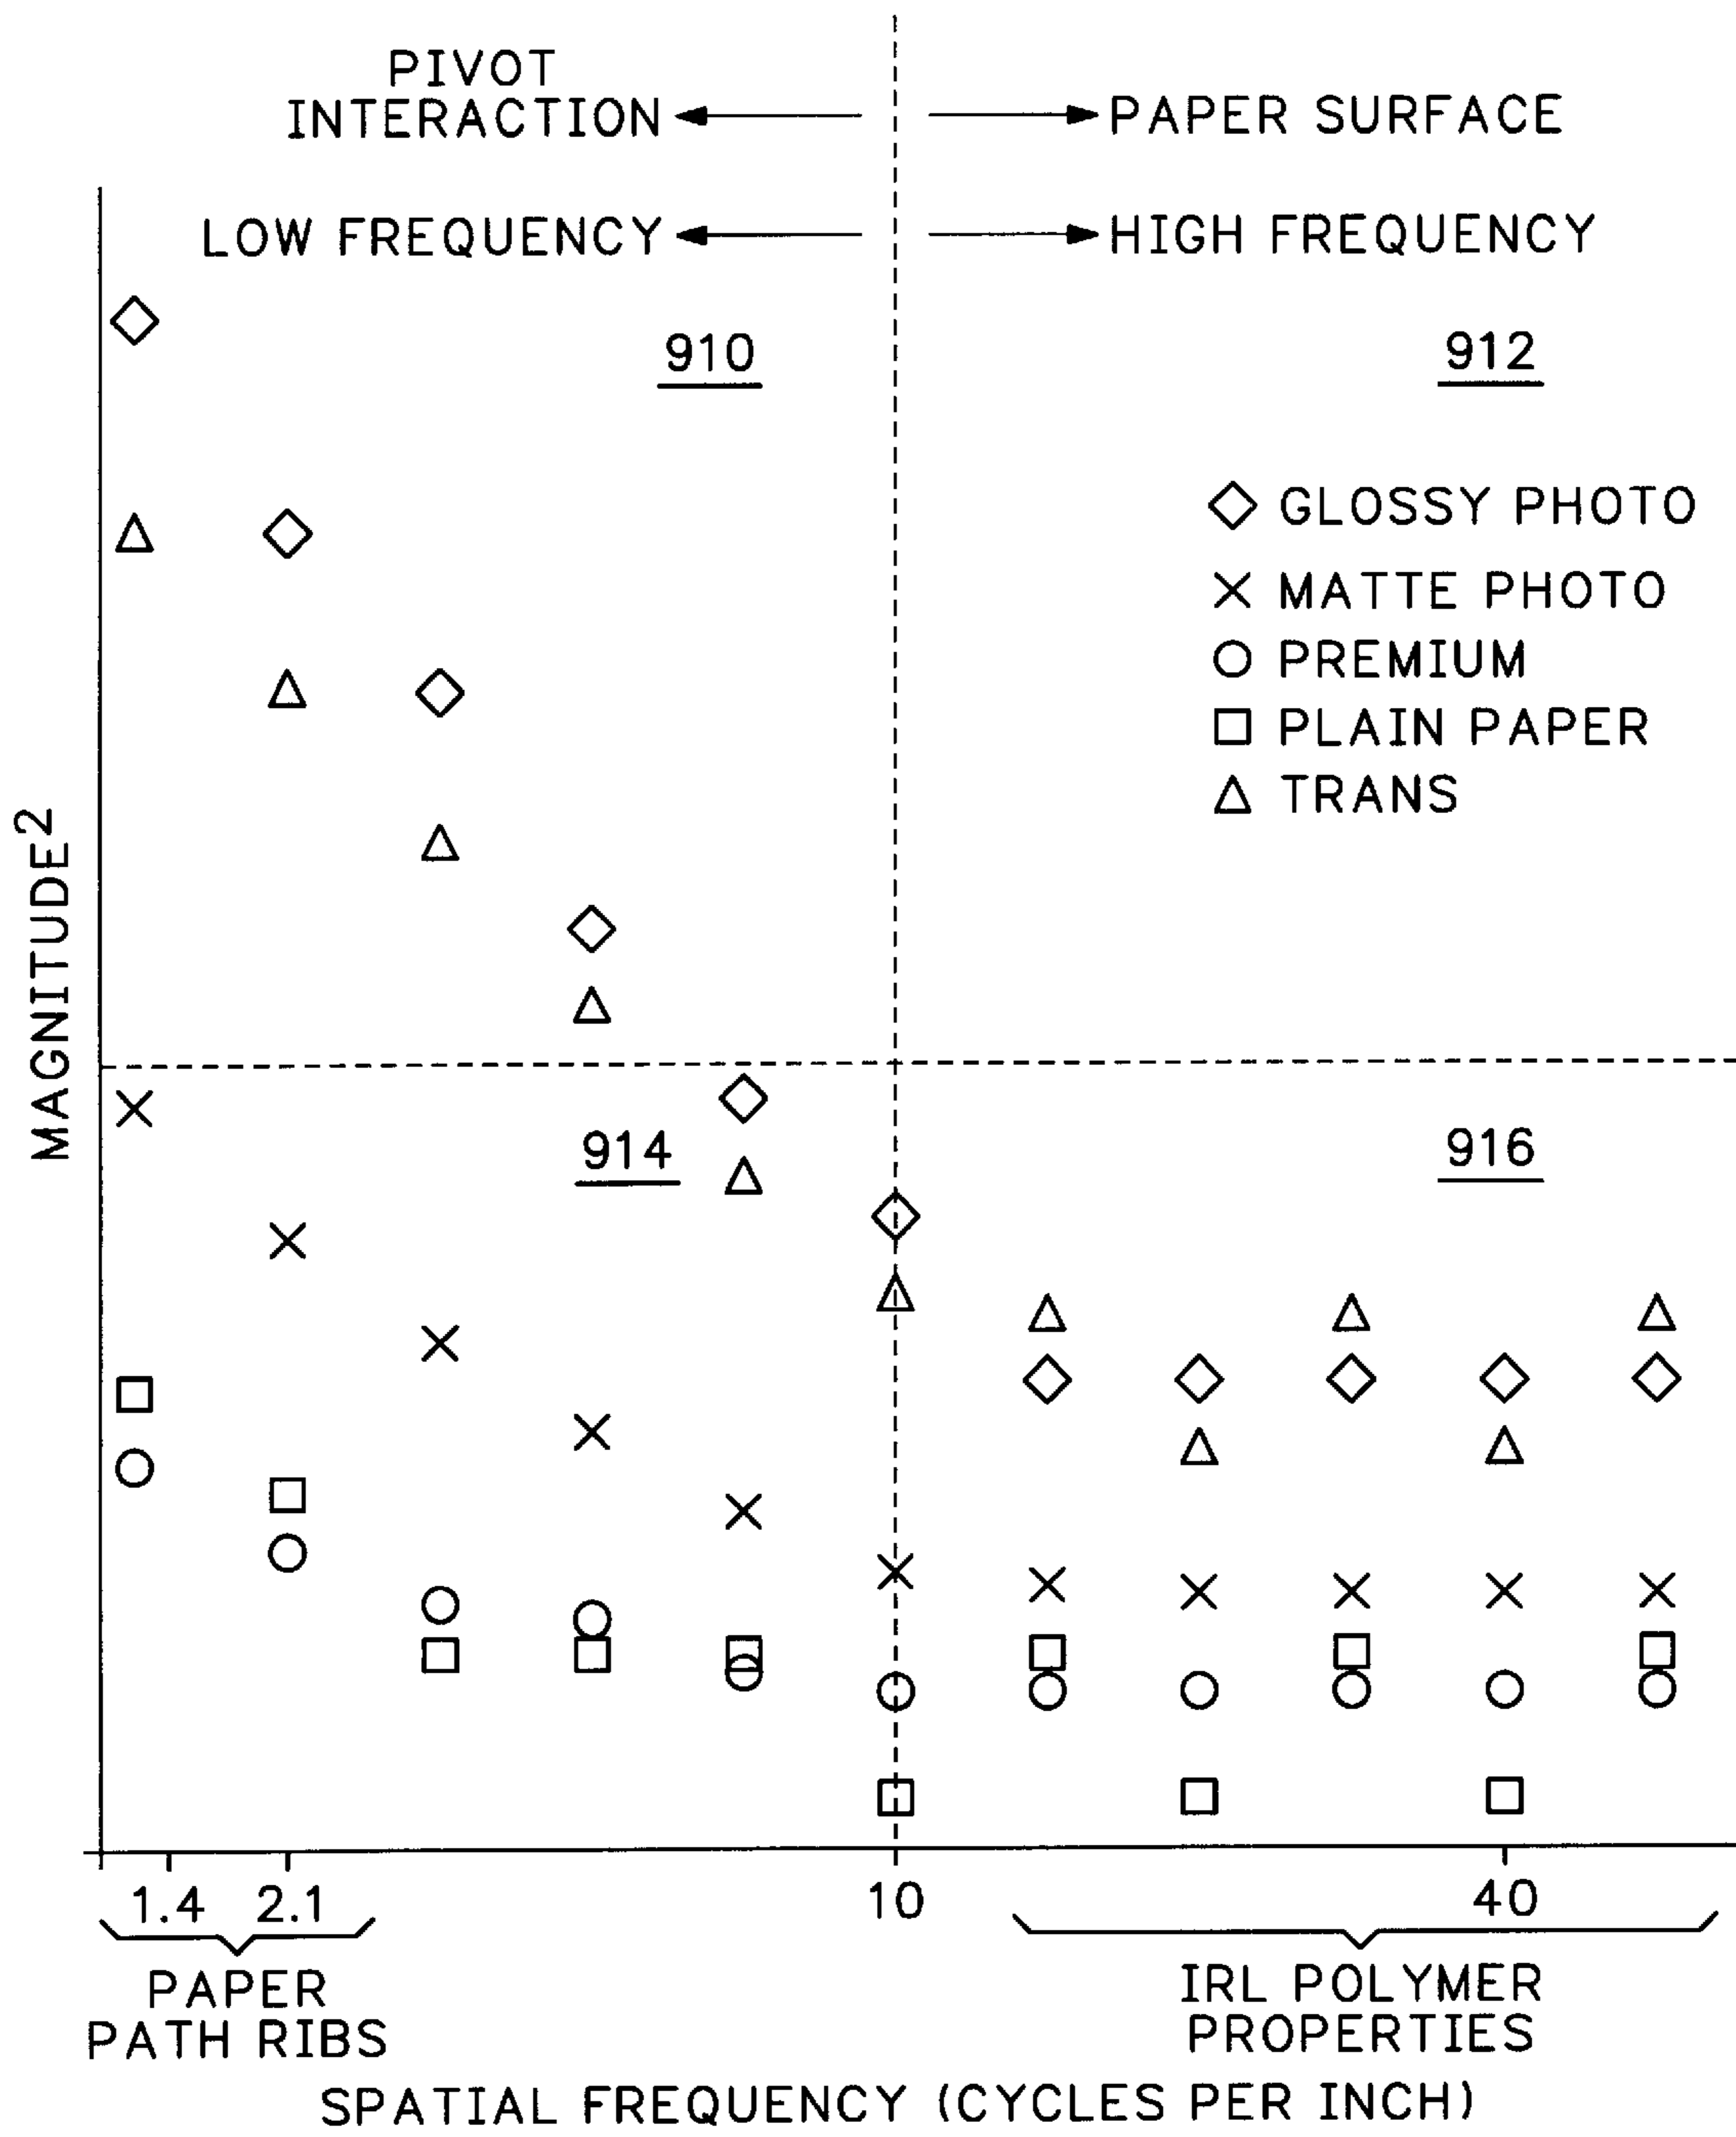 PIVOT
INTERACTION
PAPER SURFACE
LOW FREQUENCY
HIGH FREQUENCY
910
912
GLOSSY PHOTO
MATTE PHOTO
PREMIUM
PLAIN PAPER
TRANS
MAGNITUDE²
914
916
1.4
2.1
10
40
PAPER
PATH RIBS
IRL POLYMER
PROPERTIES
SPATIAL FREQUENCY (CYCLES PER INCH)